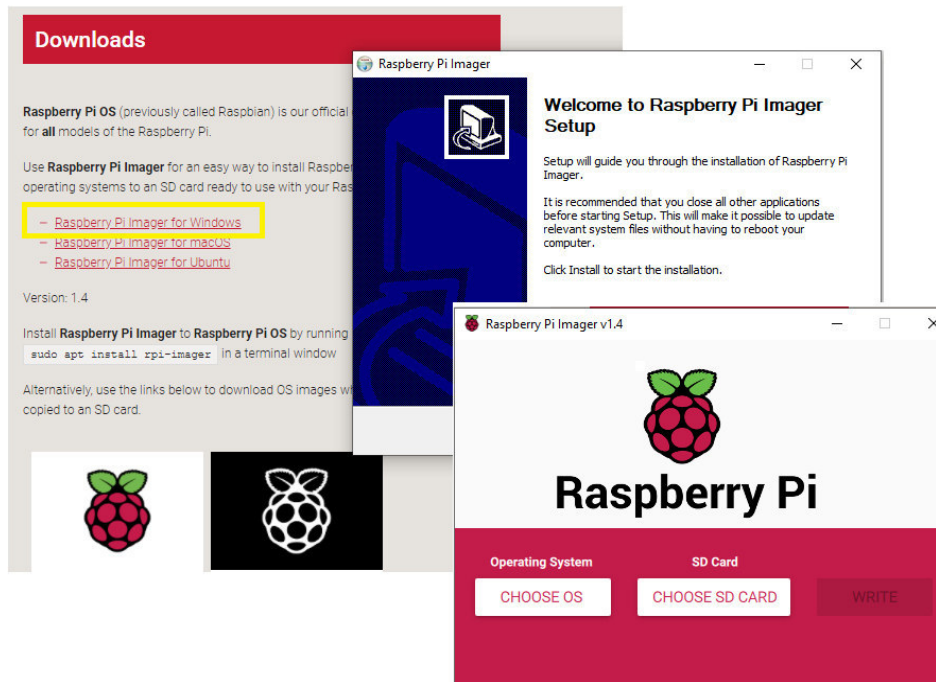 Downloads
Raspberry Pi OS (previously called Raspbian) is our official
for all models of the Raspberry Pi.
Use Raspberry Pi Imager for an easy way to install
operating systems to an SD card ready to use with your
– Raspberry Pi Imager for Windows
– Raspberry Pi Imager for macOS
– Raspberry Pi Imager for Ubuntu
Version: 1.4
Install Raspberry Pi Imager to Raspberry Pi OS by running
sudo apt install rpi-imager in a terminal window
Alternatively, use the links below to download OS images
copied to an SD card.
Raspberry Pi Imager
Welcome to Raspberry Pi Imager
Setup
Setup will guide you through the installation of Raspberry Pi
Imager.
It is recommended that you close all other applications
before starting Setup. This will make it possible to update
relevant system files without having to reboot your
computer.
Click Install to start the installation.
Raspberry Pi Imager v1.4
Raspberry Pi
Operating System
SD Card
CHOOSE OS
CHOOSE SD CARD
WRITE